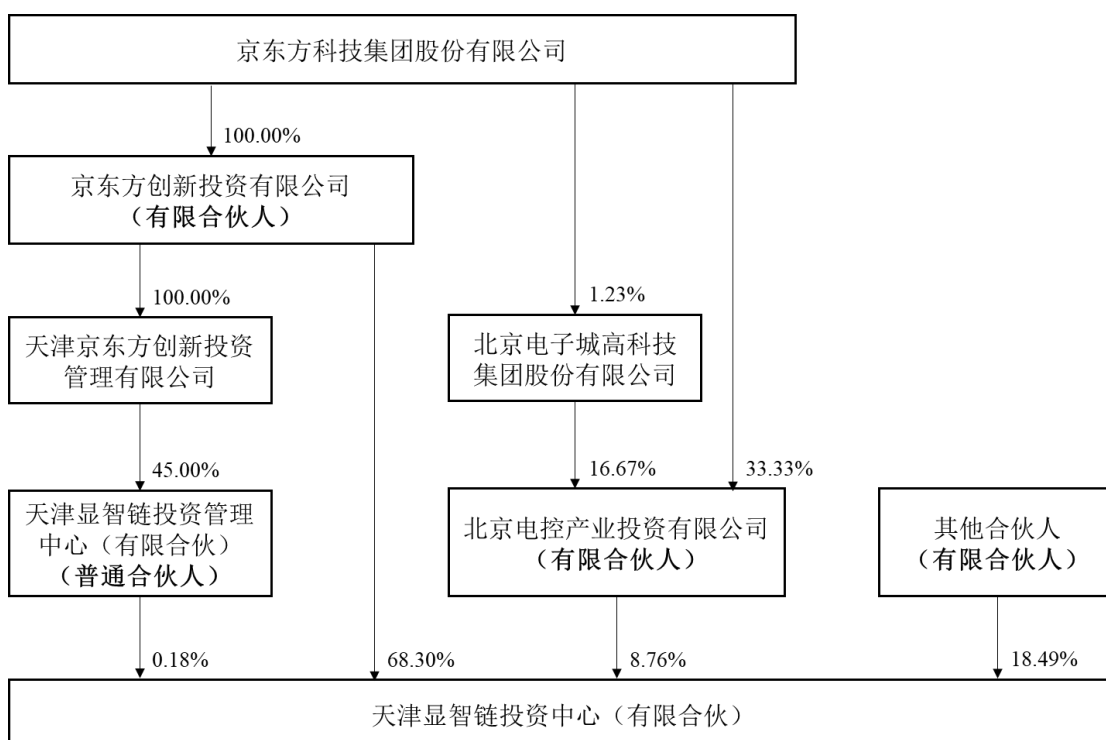 京东方科技集团股份有限公司
100.00%
京东方创新投资有限公司
（有限合伙人）
100.00%
1.23%
天津京东方创新投资
管理有限公司
北京电子城高科技
集团股份有限公司
45.00%
16.67%
33.33%
天津显智链投资管理
中心（有限合伙）
（普通合伙人）
北京电控产业投资有限公司
（有限合伙人）
其他合伙人
（有限合伙人）
0.18%
68.30%
8.76%
18.49%
天津显智链投资中心（有限合伙）